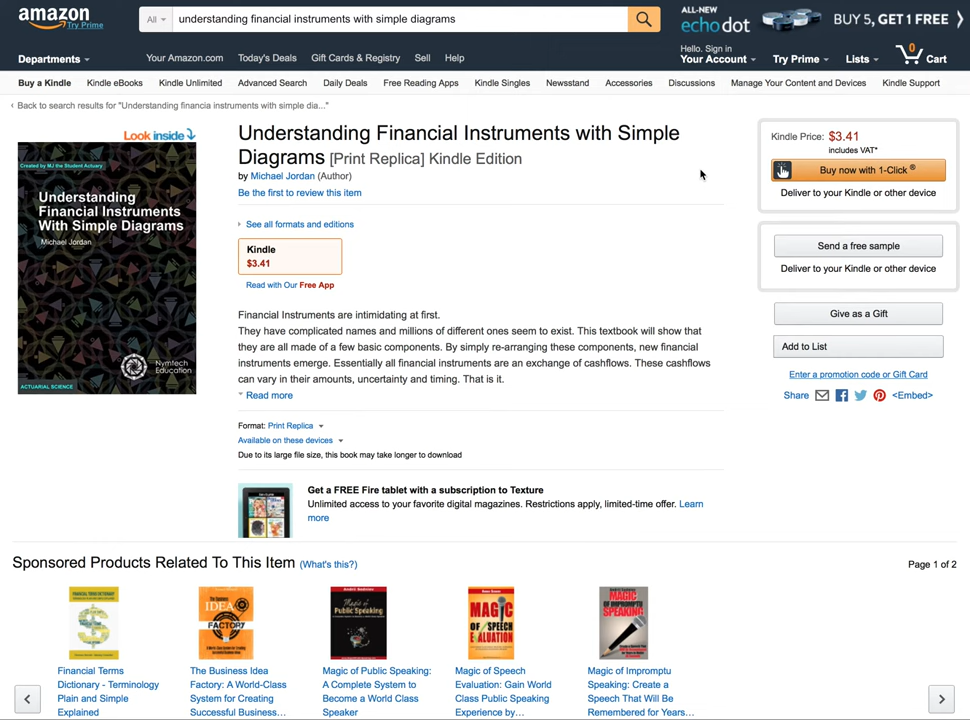 amazon
Try Prime
All
understanding financial instruments with simple diagrams
ALL-NEW
echo dot
BUY 5, GET 1 FREE
Departments
Your Amazon.com
Today's Deals
Gift Cards & Registry
Sell
Help
Hello. Sign in
Your Account
Try Prime
Lists
0
Cart
Buy a Kindle
Kindle eBooks
Kindle Unlimited
Advanced Search
Daily Deals
Free Reading Apps
Kindle Singles
Newsstand
Accessories
Discussions
Manage Your Content and Devices
Kindle Support
‹ Back to search results for "Understanding financia instruments with simple dia..."
Look inside
Created by MJ the Student Actuary
Understanding
Financial Instruments
With Simple Diagrams
Michael Jordan
Nymtech
Education
ACTUARIAL SCIENCE
Understanding Financial Instruments with Simple
Diagrams [Print Replica] Kindle Edition
by Michael Jordan (Author)
Be the first to review this item
See all formats and editions
Kindle
$3.41
Read with Our Free App
Financial Instruments are intimidating at first.
They have complicated names and millions of different ones seem to exist. This textbook will show that
they are all made of a few basic components. By simply re-arranging these components, new financial
instruments emerge. Essentially all financial instruments are an exchange of cashflows. These cashflows
can vary in their amounts, uncertainty and timing. That is it.
Read more
Format: Print Replica
Available on these devices
Due to its large file size, this book may take longer to download
Get a FREE Fire tablet with a subscription to Texture
Unlimited access to your favorite digital magazines. Restrictions apply, limited-time offer. Learn
more
Kindle Price: $3.41
includes VAT*
Buy now with 1-Click ®
Deliver to your Kindle or other device
Send a free sample
Deliver to your Kindle or other device
Give as a Gift
Add to List
Enter a promotion code or Gift Card
Share
<Embed>
Sponsored Products Related To This Item (What's this?)
Page 1 of 2
IDEA
FACTORY
Magic of
Public Speaking
MAGIC
OF SPEECH
EVALUATION
MAGIC OF
IMPROMPTU
SPEAKING
Financial Terms
Dictionary - Terminology
Plain and Simple
Explained
The Business Idea
Factory: A World-Class
System for Creating
Successful Business...
Magic of Public Speaking:
A Complete System to
Become a World Class
Speaker
Magic of Speech
Evaluation: Gain World
Class Public Speaking
Experience by...
Magic of Impromptu
Speaking: Create a
Speech That Will Be
Remembered for Years...